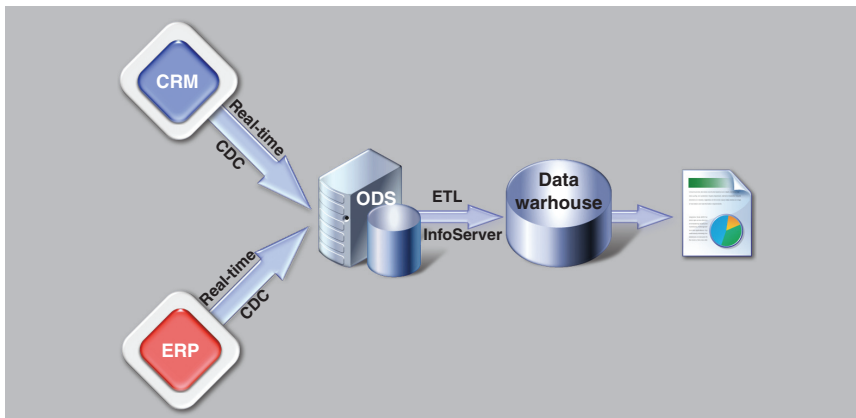 CRM
Real-time
CDC
ODS
ETL
InfoServer
Data
warhouse
Real-time
CDC
ERP